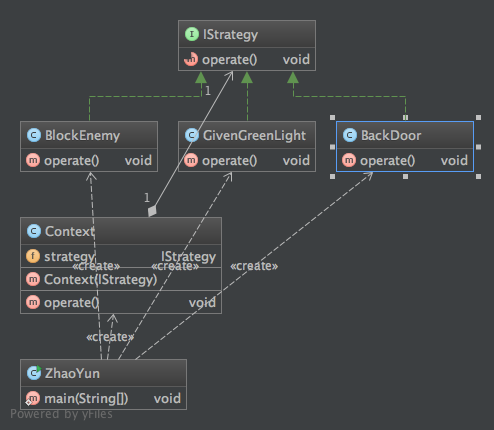 I IStrategy
m operate() void
1
C BlockEnemy
m operate() void
C GivenGreenLight
m operate() void
C BackDoor
m operate() void
1
C Context
f strategy IStrategy
«create» «create» «create»
m Context(IStrategy)
m operate() void
«create»
C ZhaoYun
m main(String[]) void
Powered by yFiles